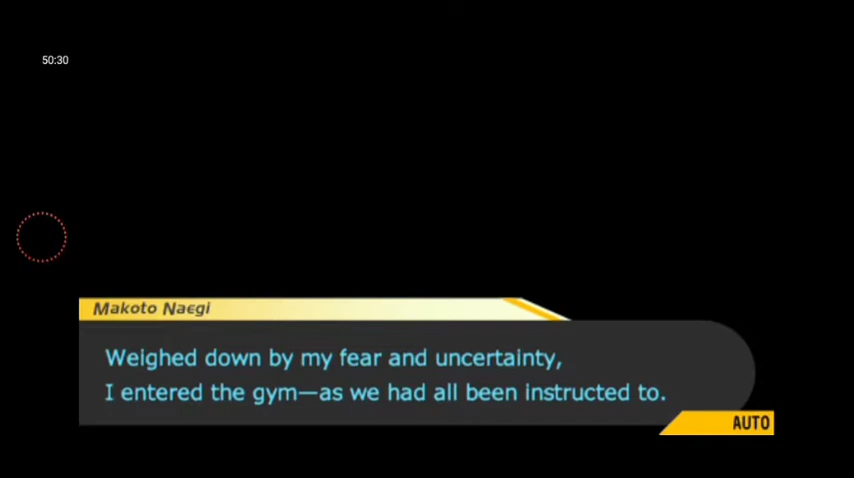 50:30
Makoto Naegi
Weighed down by my fear and uncertainty,
I entered the gym—as we had all been instructed to.
AUTO